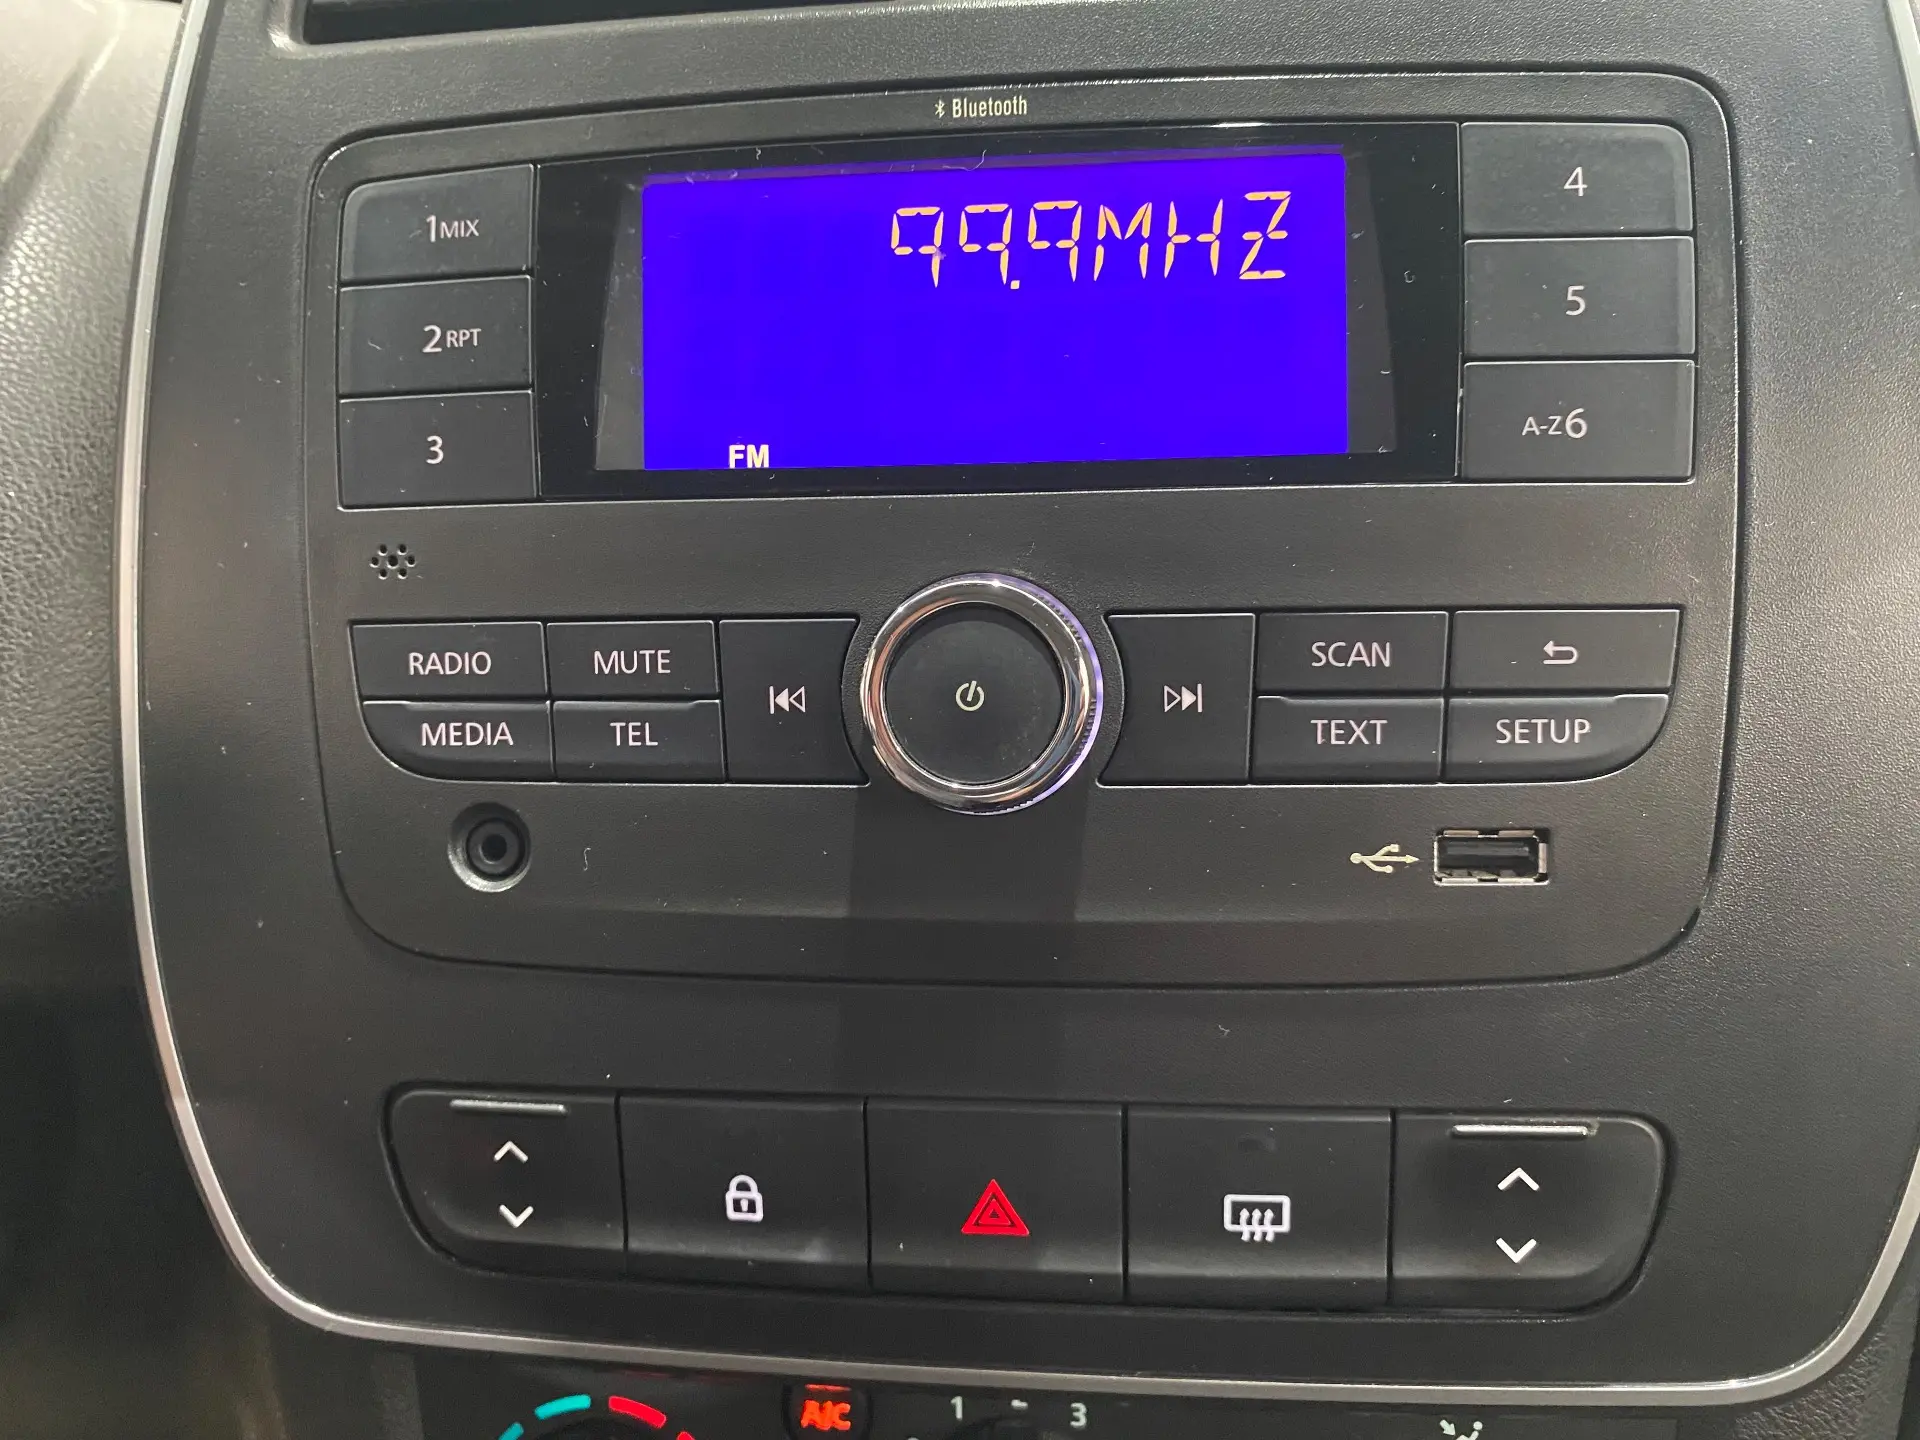 Bluetooth
1MIX
99.9MHZ
4
2RPT
5
3
FM
A-Z6
RADIO
MUTE
SCAN
MEDIA
TEL
TEXT
SETUP
A/C
1
3